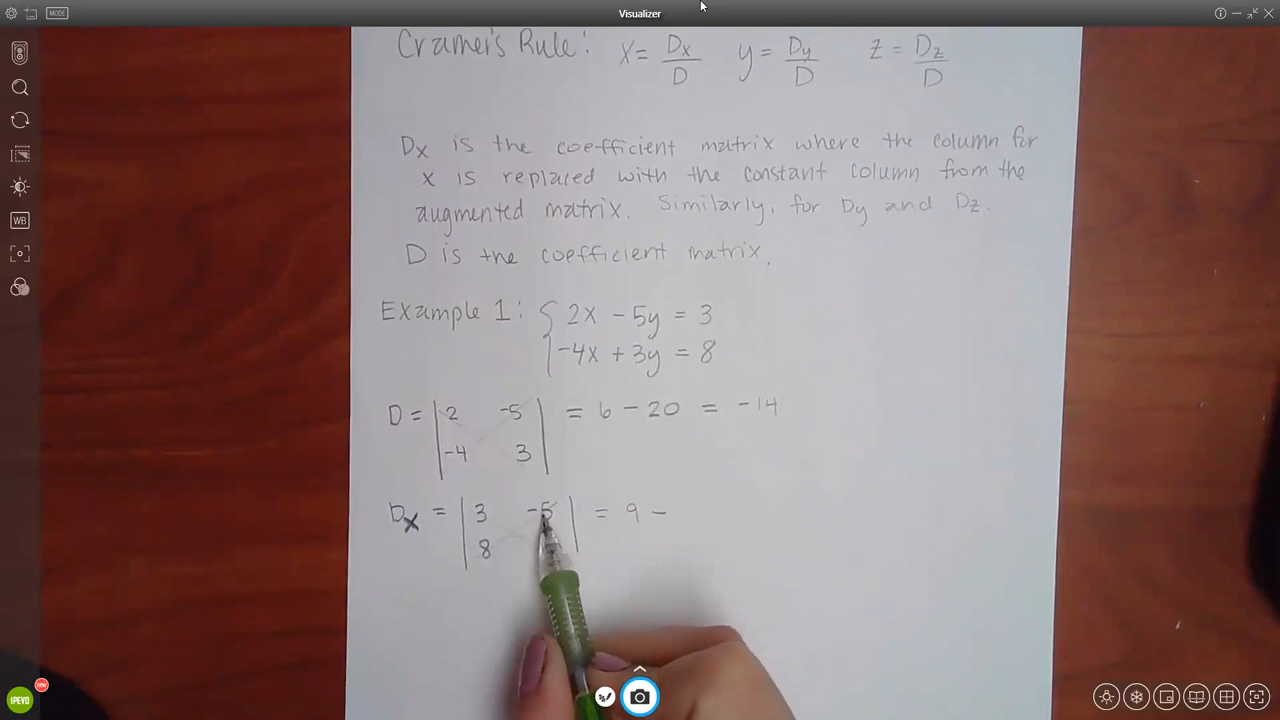 MODE
Visualizer
Cramer's Rule: x = Dx/D y = Dy/D z = Dz/D
Dx is the coefficient matrix where the column for
x is replaced with the constant column from the
augmented matrix. Similarly, for Dy and Dz.
D is the coefficient matrix.
Example 1: { 2x - 5y = 3
-4x + 3y = 8
D = | 2 -5 | = 6 - 20 = -14
| -4 3 |
Dx = | 3 -5 | = 9 -
| 8
WB
IPEVO
new